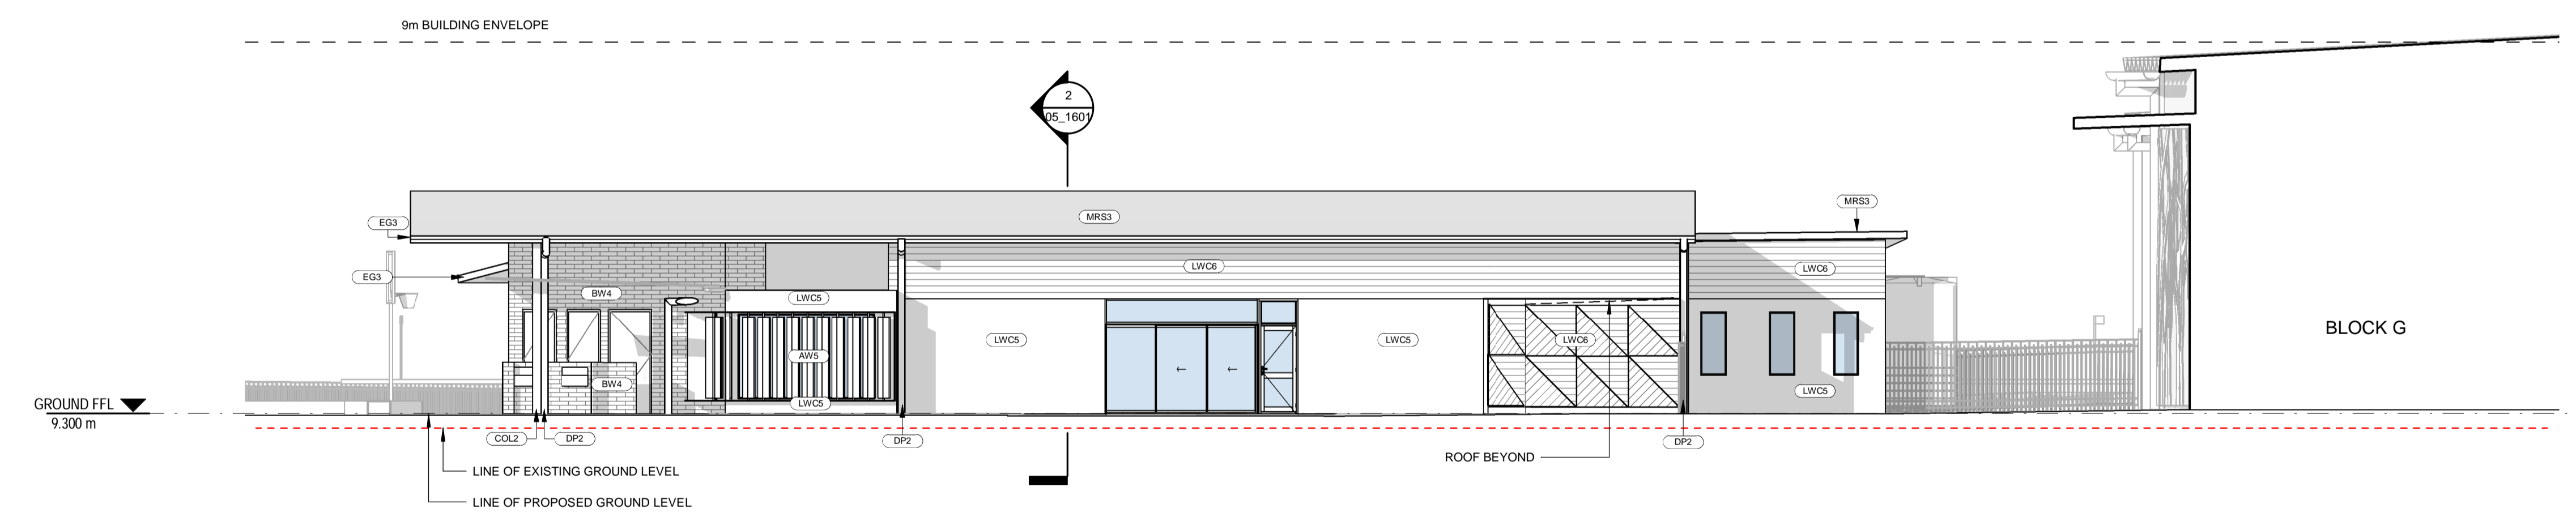 9m BUILDING ENVELOPE
2
05_1601
EG3
MRS3
MRS3
EG3
LWC6
LWC6
BW4
LWC5
BLOCK G
LWC5
LWC5
LWC6
AW5
BW4
LWC5
LWC5
GROUND FFL
9.300 m
COL2
DP2
DP2
DP2
ROOF BEYOND
LINE OF EXISTING GROUND LEVEL
LINE OF PROPOSED GROUND LEVEL